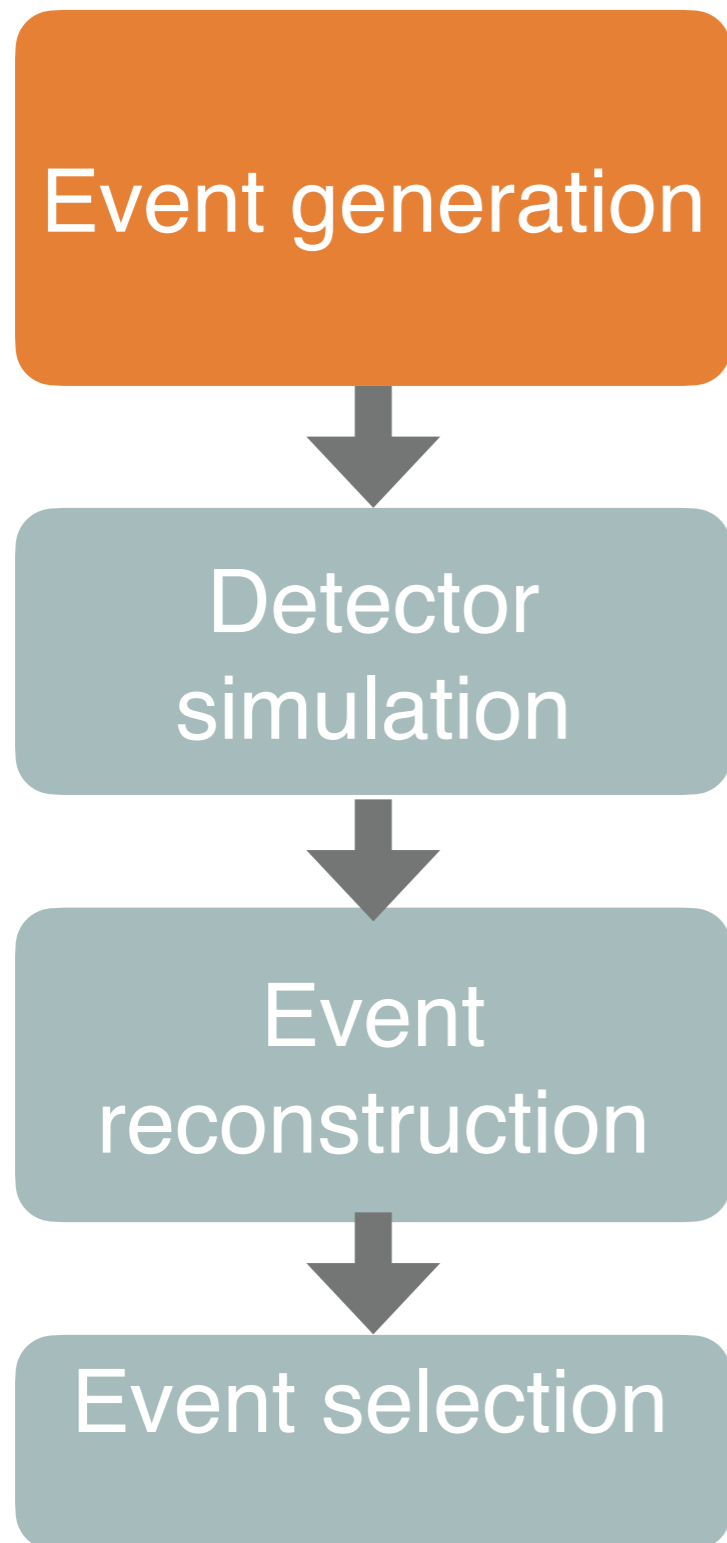 Event generation
Detector
simulation
Event
reconstruction
Event selection